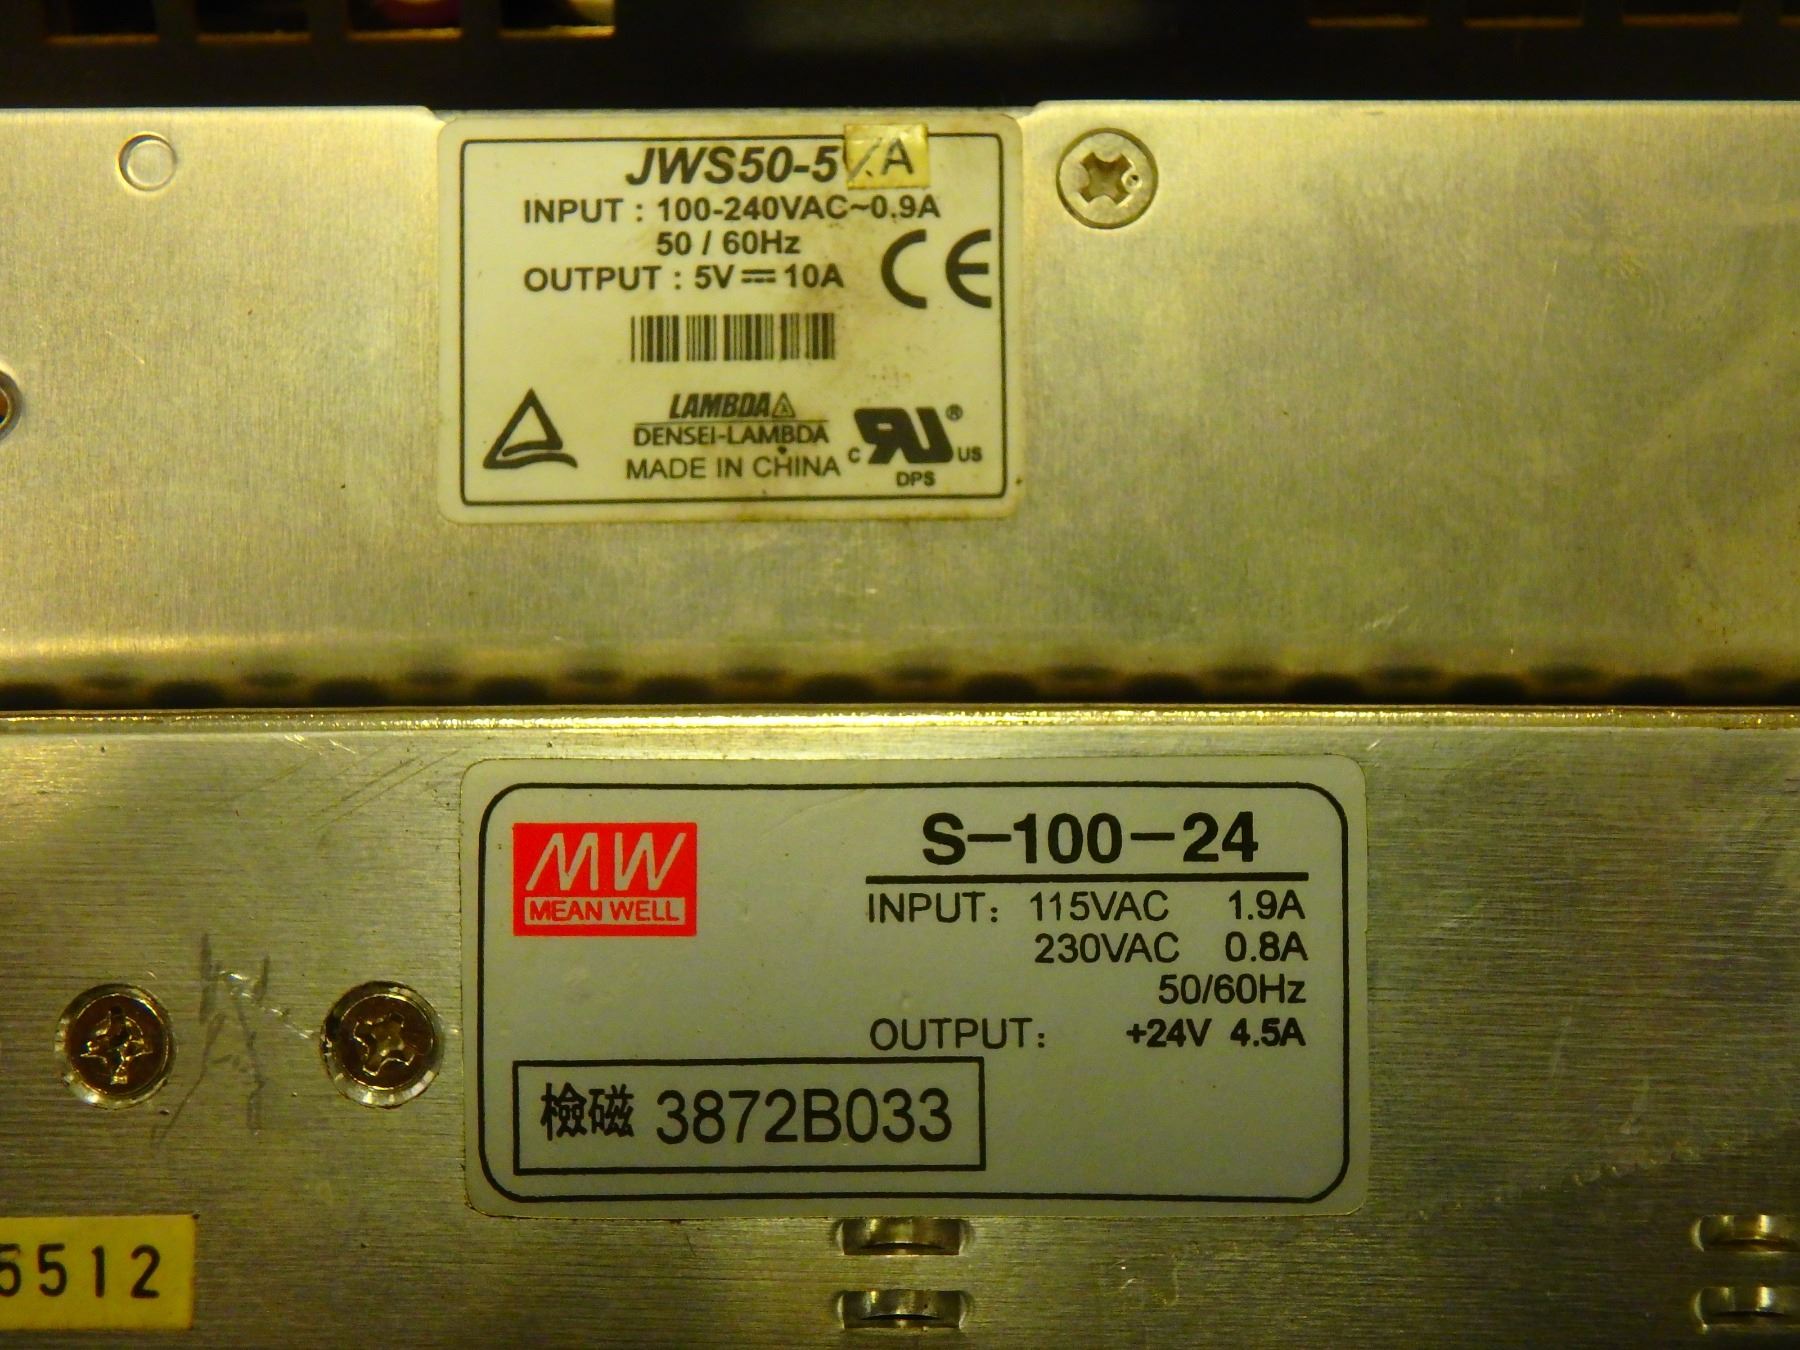 JWS50-5/A
INPUT : 100-240VAC~0.9A
50 / 60Hz
OUTPUT : 5V⎓10A
CE
LAMBDA
DENSEI-LAMBDA
MADE IN CHINA
C RU ® US
DPS
MW
MEAN WELL
S-100-24
INPUT: 115VAC 1.9A
230VAC 0.8A
50/60Hz
OUTPUT: +24V 4.5A
檢磁 3872B033
5512